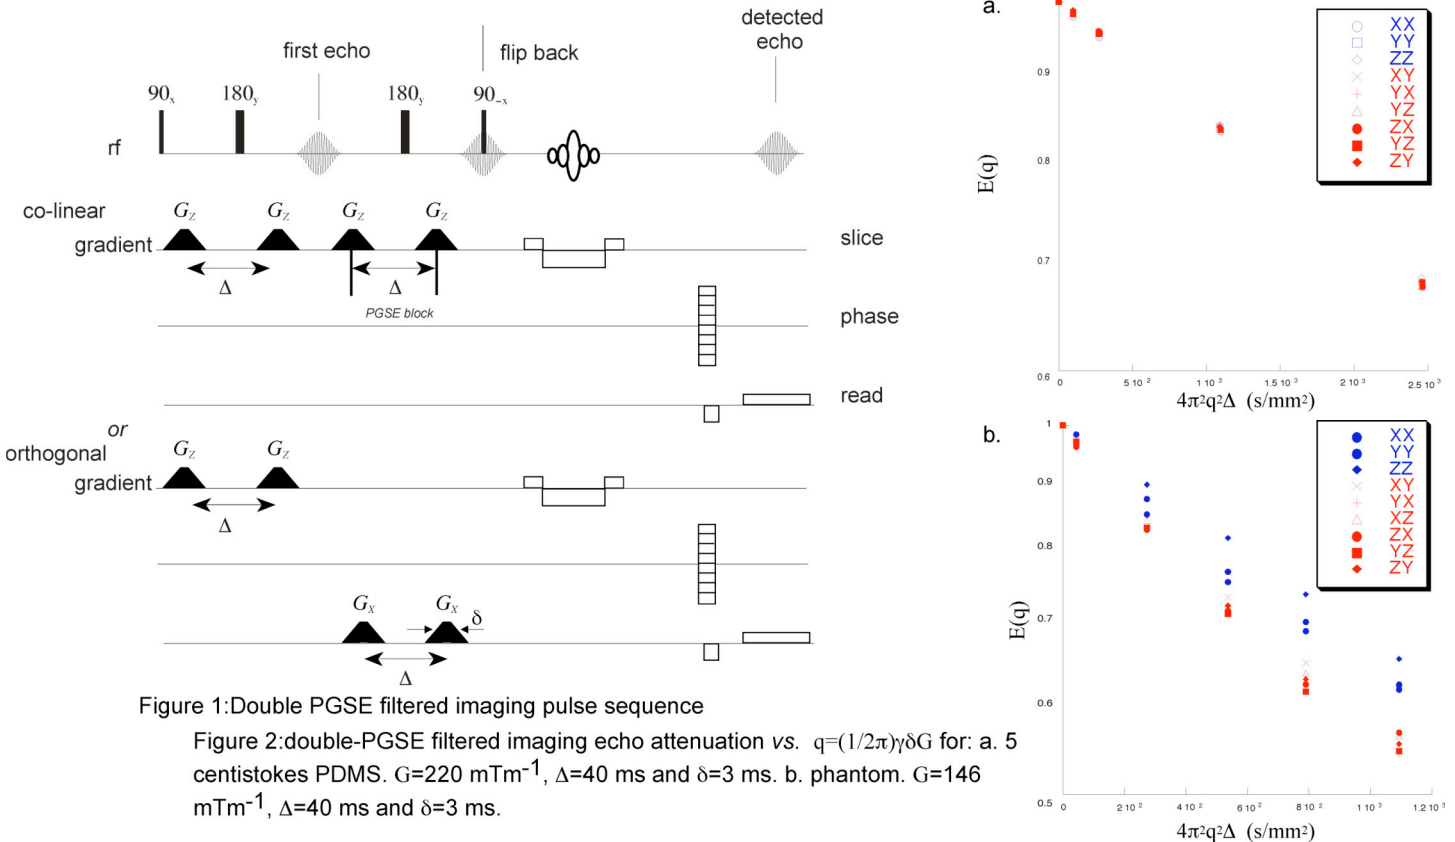 first echo
flip back
detected
echo
90x
180y
180y
90-x
rf
co-linear
gradient
GZ
GZ
GZ
GZ
Δ
Δ
PGSE block
slice
phase
read
or
orthogonal
gradient
GZ
GZ
Δ
GX
GX
δ
Δ
Figure 1:Double PGSE filtered imaging pulse sequence
Figure 2:double-PGSE filtered imaging echo attenuation vs. q=(1/2π)γδG for: a. 5
centistokes PDMS. G=220 mTm-1, Δ=40 ms and δ=3 ms. b. phantom. G=146
mTm-1, Δ=40 ms and δ=3 ms.
a.
0.9
0.8
0.7
0.6
E(q)
0
5 10 2
1 10 3
1.5 10 3
2 10 3
2.5 10 3
4π2q2Δ (s/mm2)
XX
YY
ZZ
XY
YX
YZ
ZX
YZ
ZY
b.
1
0.9
0.8
0.7
0.6
0.5
E(q)
0
2 10 2
4 10 2
6 10 2
8 10 2
1 10 3
1.2 10 3
4π2q2Δ (s/mm2)
XX
YY
ZZ
XY
YX
XZ
ZX
YZ
ZY